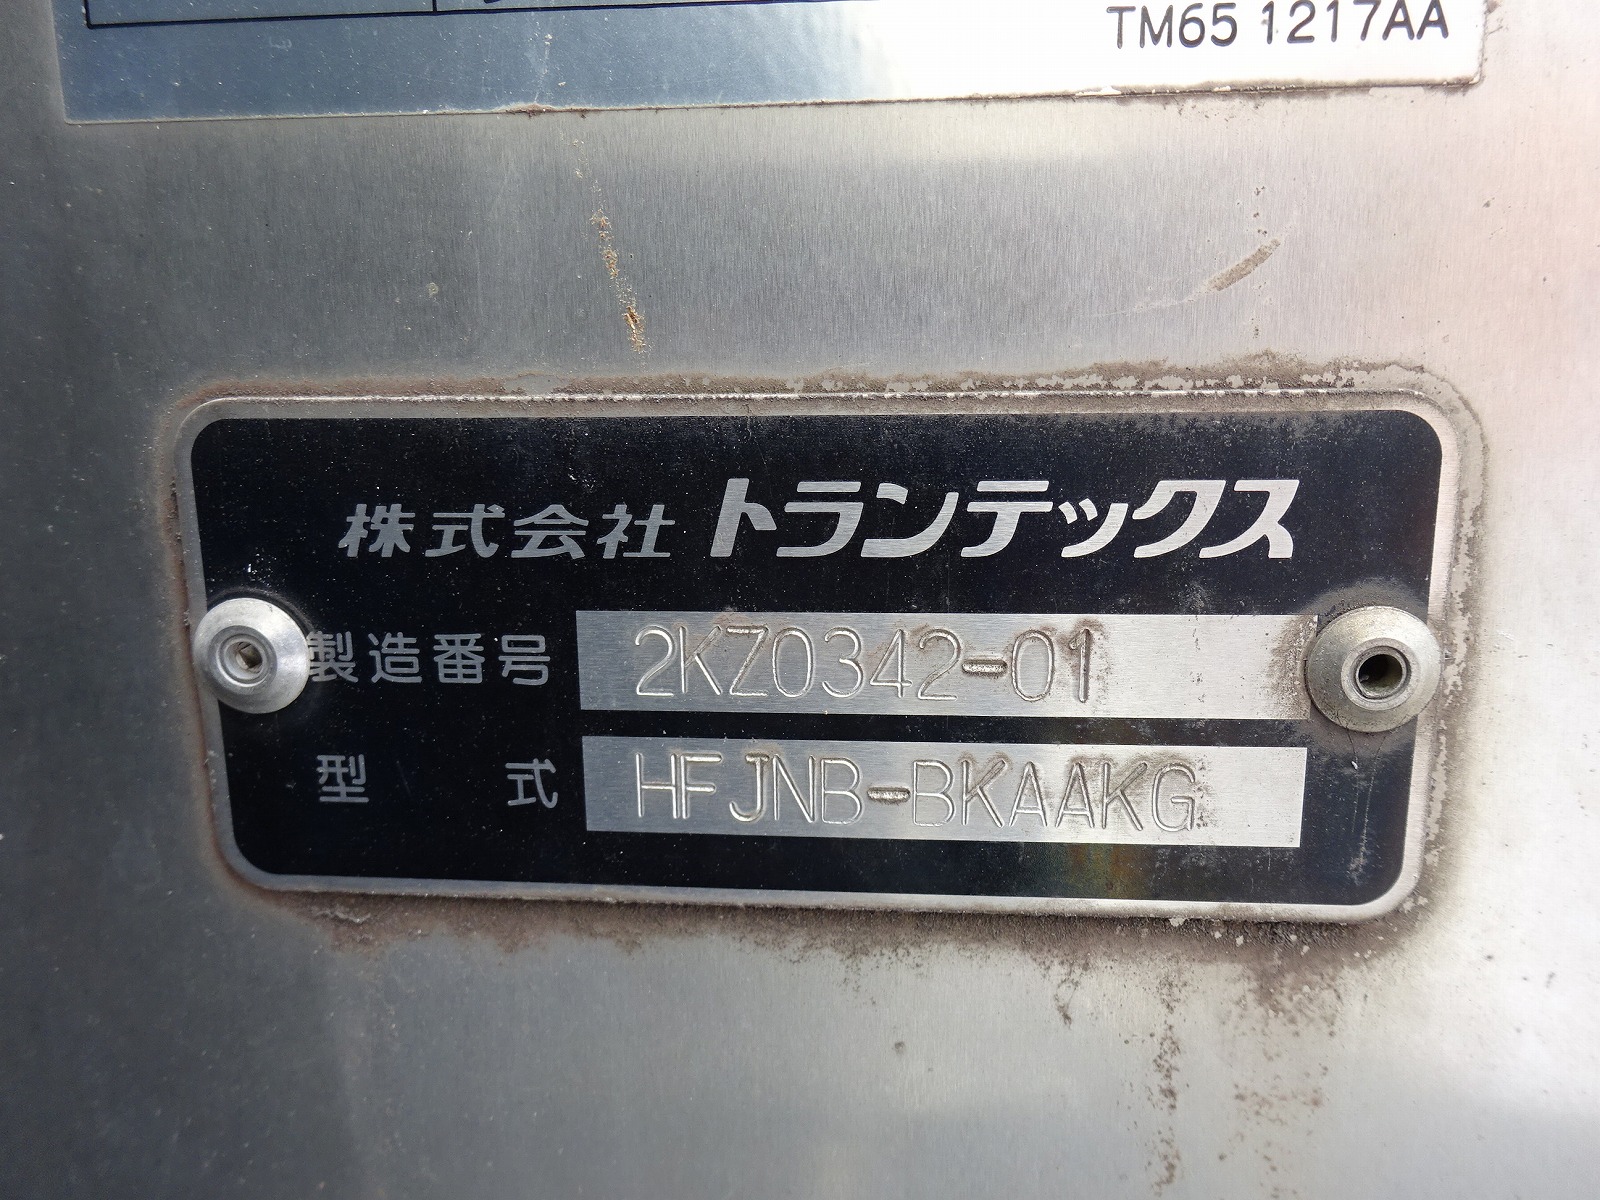 TM65 1217AA
株式会社 トランテックス
製造番号 2KZ0342-01
型式 HFJNB-BKAAKG